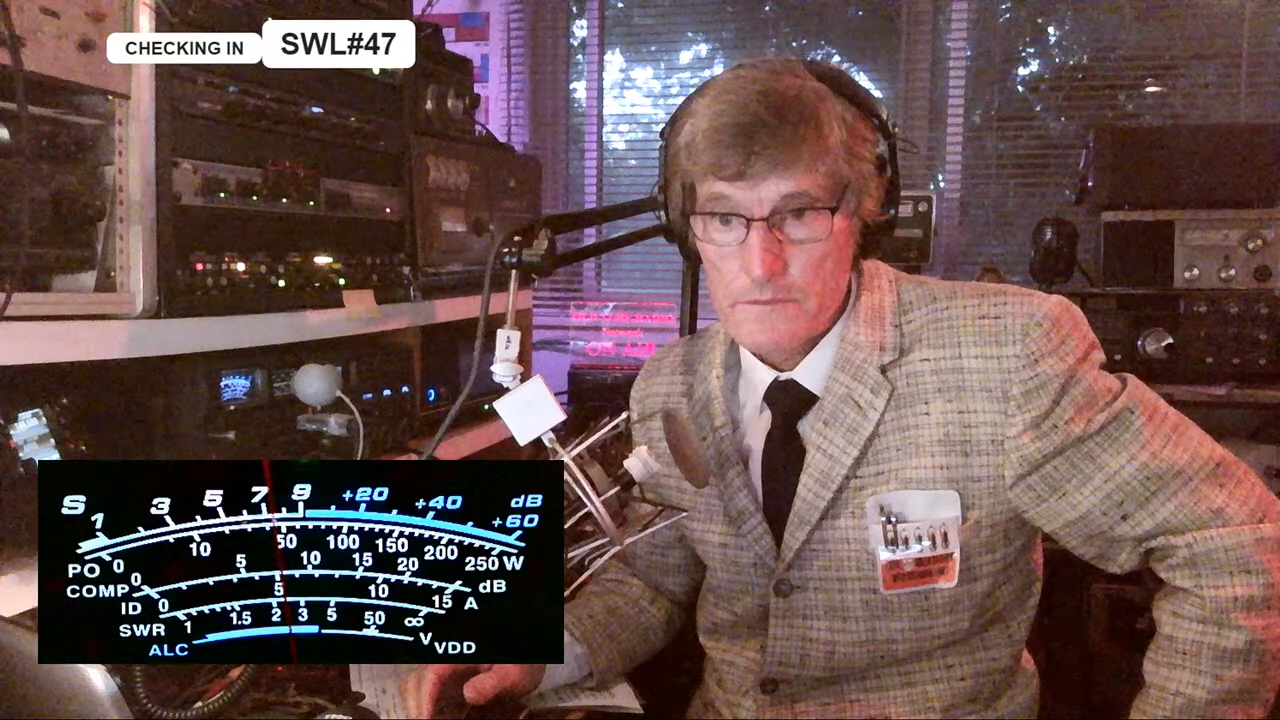 CHECKING IN SWL#47
ON AIR
S 1 3 5 7 9 +20 +40 +60 dB
PO 0 10 50 100 150 200 250 W
COMP 0 5 10 15 20 dB
ID 0 5 10 15 A
SWR 1 1.5 2 3 5 50 ∞
ALC V VDD